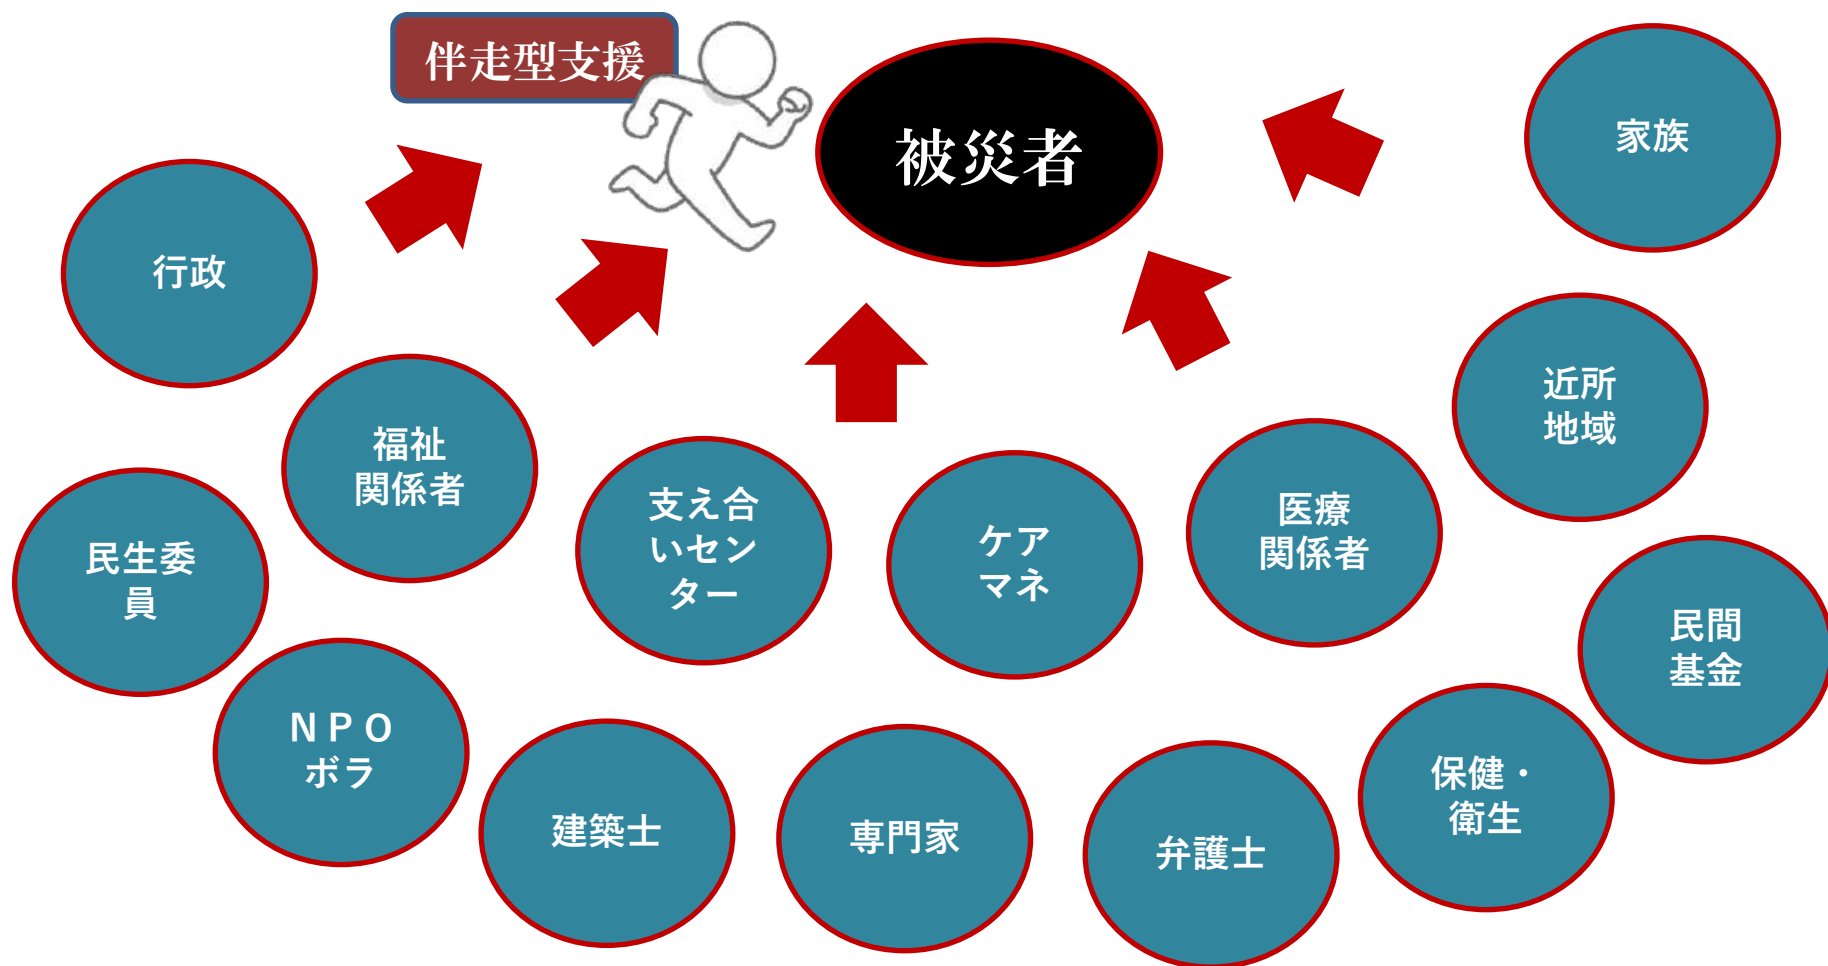 伴走型支援
被災者
家族
行政
福祉
関係者
支え合
いセン
ター
ケア
マネ
医療
関係者
近所
地域
民生委
員
ＮＰＯ
ボラ
建築士
専門家
弁護士
保健・
衛生
民間
基金